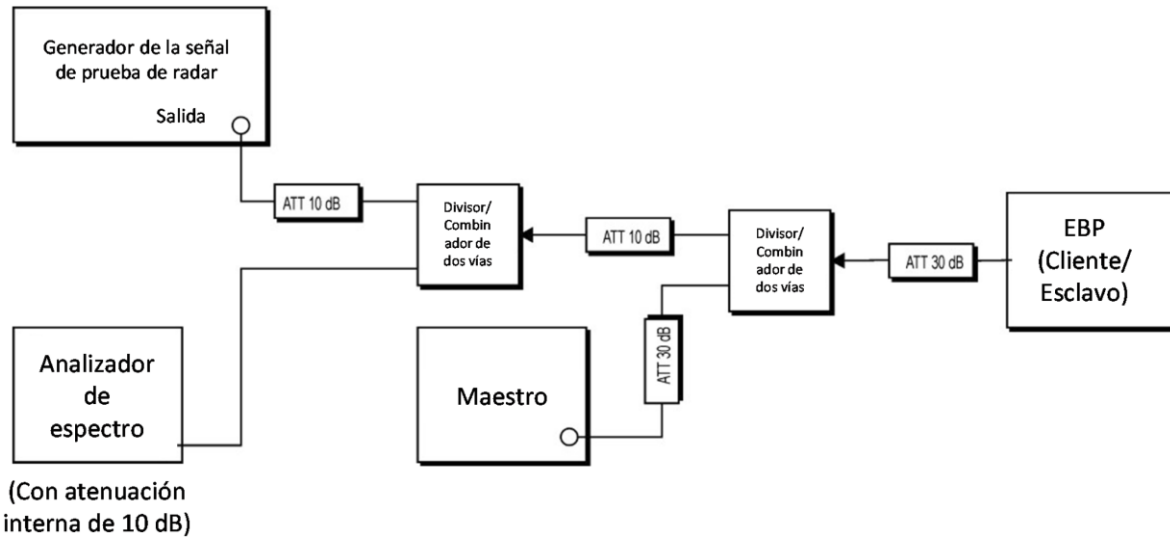 Generador de la señal
de prueba de radar
Salida
ATT 10 dB
Divisor/
Combin
ador de
dos vías
ATT 10 dB
Divisor/
Combin
ador de
dos vías
ATT 30 dB
EBP
(Cliente/
Esclavo)
Analizador
de
espectro
(Con atenuación
interna de 10 dB)
Maestro
ATT 30 dB